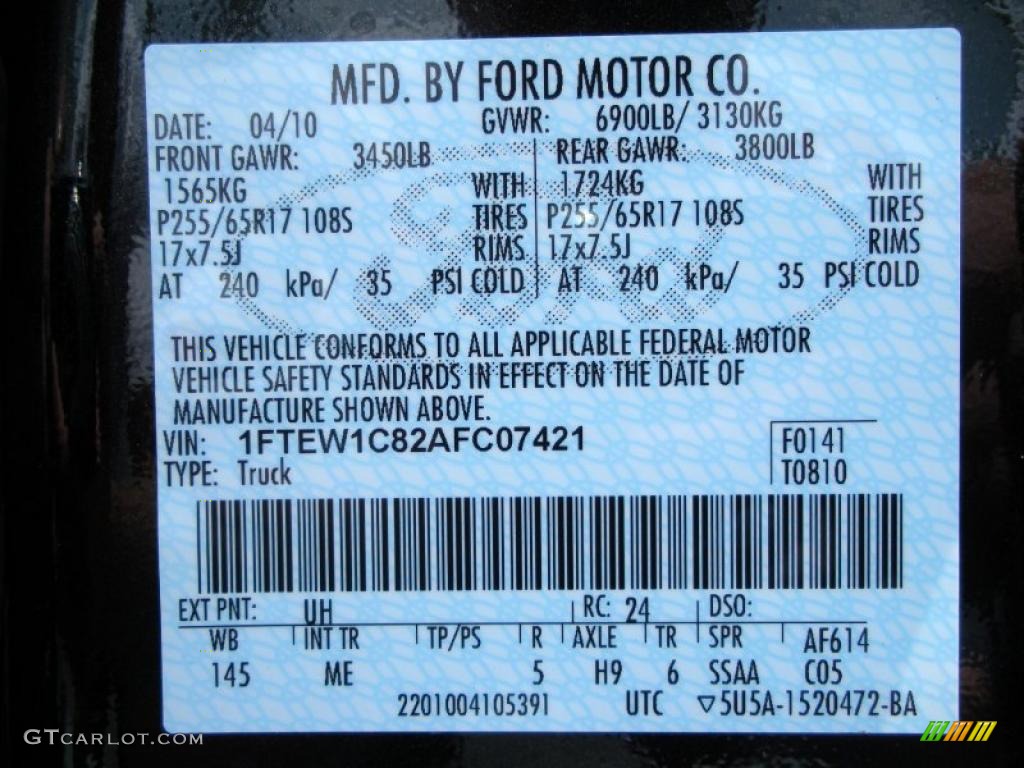 MFD. BY FORD MOTOR CO.
DATE: 04/10 GVWR: 6900LB/ 3130KG
FRONT GAWR: 3450LB REAR GAWR: 3800LB
1565KG WITH 1724KG WITH
P255/65R17 108S TIRES P255/65R17 108S TIRES
17x7.5J RIMS 17x7.5J RIMS
AT 240 kPa/ 35 PSI COLD AT 240 kPa/ 35 PSI COLD
THIS VEHICLE CONFORMS TO ALL APPLICABLE FEDERAL MOTOR
VEHICLE SAFETY STANDARDS IN EFFECT ON THE DATE OF
MANUFACTURE SHOWN ABOVE.
VIN: 1FTEW1C82AFC07421 F0141
TYPE: Truck T0810
EXT PNT: UH RC: 24 DSO:
WB INT TR TP/PS R AXLE TR SPR AF614
145 ME 5 H9 6 SSAA C05
2201004105391 UTC ▽5U5A-1520472-BA
GTCARLOT.COM